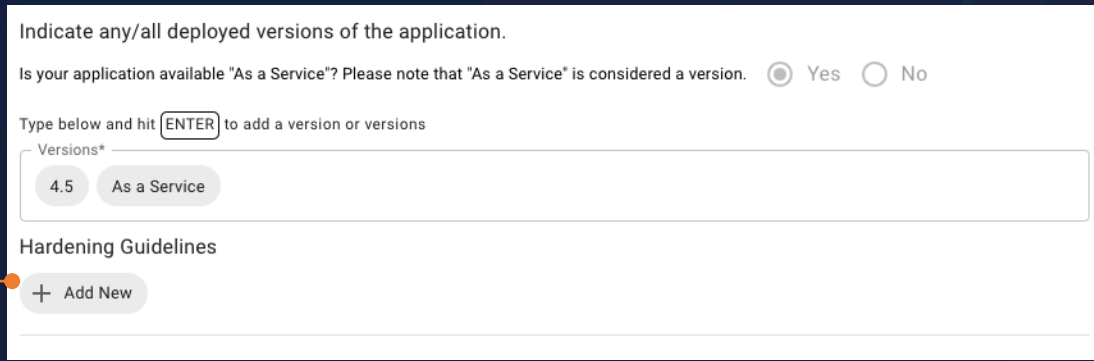 Indicate any/all deployed versions of the application.
Is your application available "As a Service"? Please note that "As a Service" is considered a version. Yes No
Type below and hit ENTER to add a version or versions
Versions*
4.5 As a Service
Hardening Guidelines
+ Add New